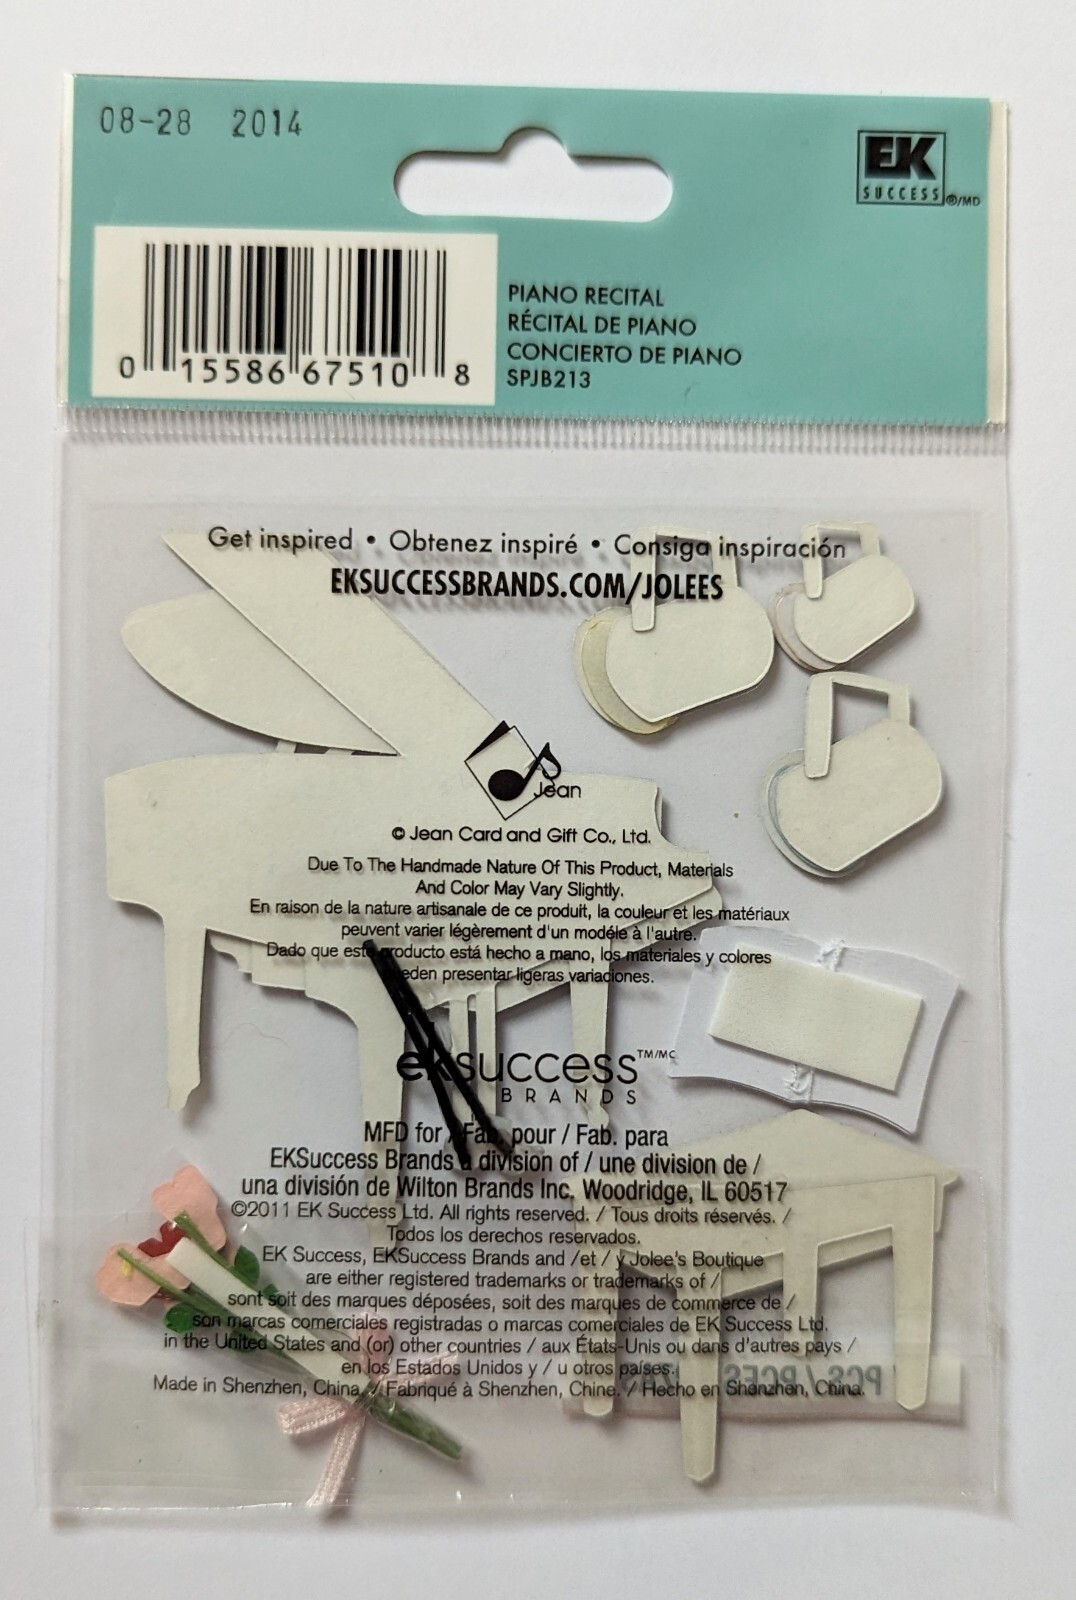 08-28 2014
EK
SUCCESS®/MD
0 15586 67510 8
PIANO RECITAL
RÉCITAL DE PIANO
CONCIERTO DE PIANO
SPJB213
Get inspired • Obtenez inspiré • Consiga inspiración
EKSUCCESSBRANDS.COM/JOLEES
Jean
© Jean Card and Gift Co., Ltd.
Due To The Handmade Nature Of This Product, Materials
And Color May Vary Slightly.
En raison de la nature artisanale de ce produit, la couleur et les matériaux
peuvent varier légèrement d'un modéle à l'autre.
Dado que este producto está hecho a mano, los materiales y colores
pueden presentar ligeras variaciones.
eksuccess™/MC
BRANDS
MFD for / Fab. pour / Fab. para
EKSuccess Brands a division of / une division de /
una división de Wilton Brands Inc. Woodridge, IL 60517
©2011 EK Success Ltd. All rights reserved. / Tous droits réservés. /
Todos los derechos reservados.
EK Success, EKSuccess Brands and /et / y Jolee's Boutique
are either registered trademarks or trademarks of /
sont soit des marques déposées, soit des marques de commerce de /
son marcas comerciales registradas o marcas comerciales de EK Success Ltd.
in the United States and (or) other countries / aux États-Unis ou dans d'autres pays /
en los Estados Unidos y / u otros países.
Made in Shenzhen, China. / Fabriqué à Shenzhen, Chine. / Hecho en Shenzhen, China.
PCS / PCES